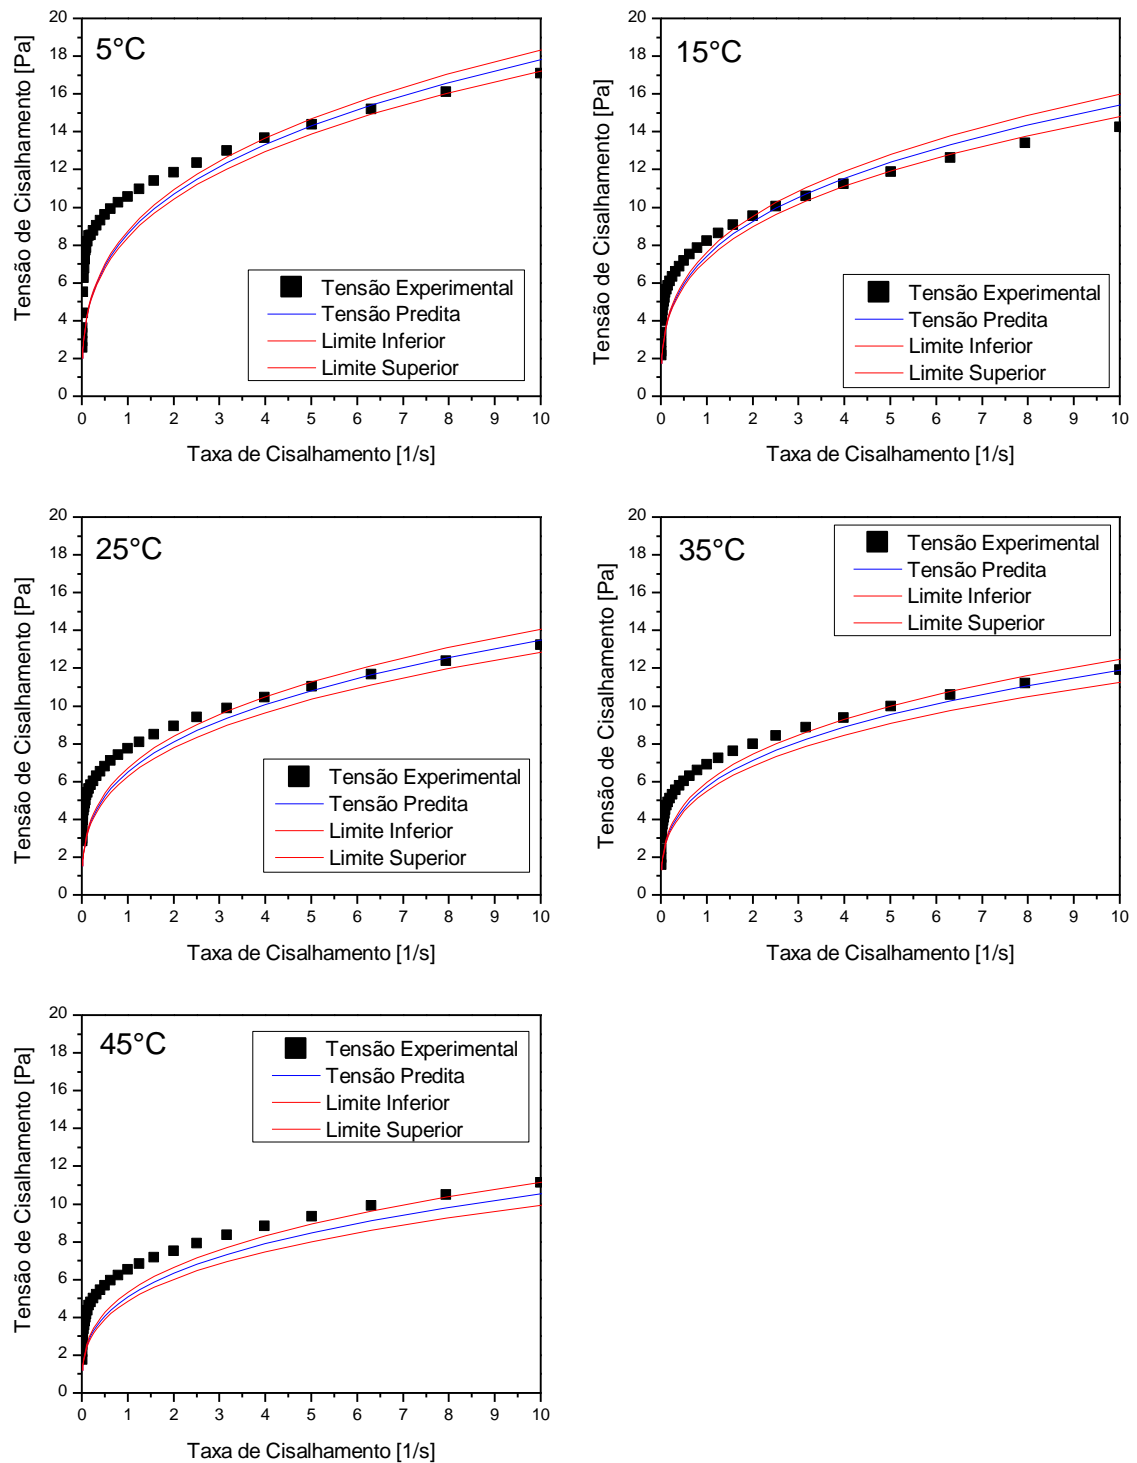 5°C
Tensão de Cisalhamento [Pa]
20
18
16
14
12
10
8
6
4
2
0
Tensão Experimental
Tensão Predita
Limite Inferior
Limite Superior
0 1 2 3 4 5 6 7 8 9 10
Taxa de Cisalhamento [1/s]
15°C
Tensão de Cisalhamento [Pa]
20
18
16
14
12
10
8
6
4
2
0
Tensão Experimental
Tensão Predita
Limite Inferior
Limite Superior
0 1 2 3 4 5 6 7 8 9 10
Taxa de Cisalhamento [1/s]
25°C
Tensão de Cisalhamento [Pa]
20
18
16
14
12
10
8
6
4
2
0
Tensão Experimental
Tensão Predita
Limite Inferior
Limite Superior
0 1 2 3 4 5 6 7 8 9 10
Taxa de Cisalhamento [1/s]
35°C
Tensão de Cisalhamento [Pa]
20
18
16
14
12
10
8
6
4
2
0
Tensão Experimental
Tensão Predita
Limite Inferior
Limite Superior
0 1 2 3 4 5 6 7 8 9 10
Taxa de Cisalhamento [1/s]
45°C
Tensão de Cisalhamento [Pa]
20
18
16
14
12
10
8
6
4
2
0
Tensão Experimental
Tensão Predita
Limite Inferior
Limite Superior
0 1 2 3 4 5 6 7 8 9 10
Taxa de Cisalhamento [1/s]